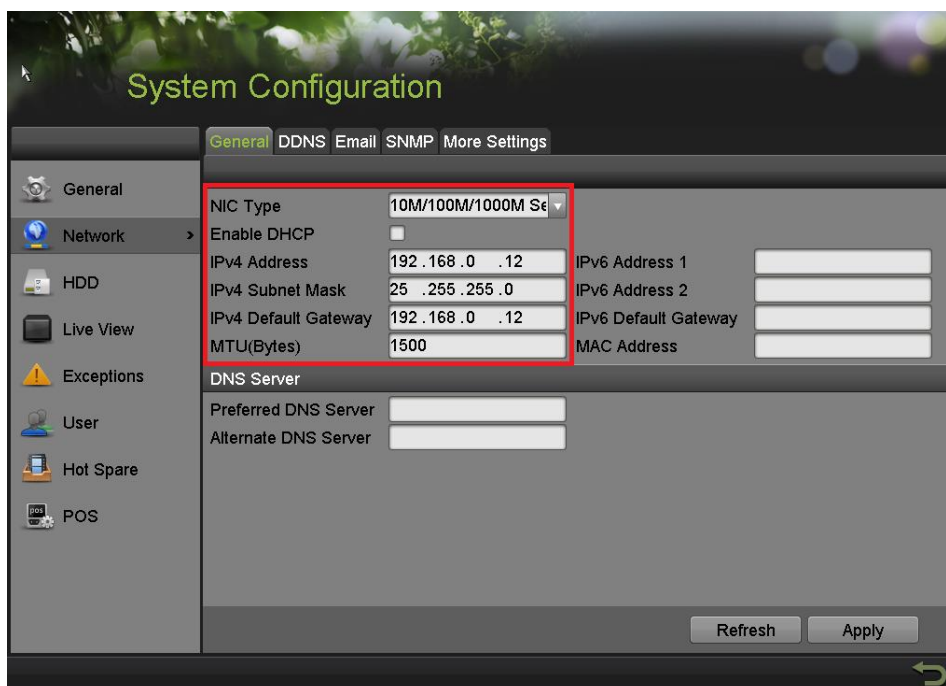 System Configuration
General DDNS Email SNMP More Settings
General
Network >
HDD
Live View
Exceptions
User
Hot Spare
POS
NIC Type 10M/100M/1000M Se
Enable DHCP
IPv4 Address 192 .168 .0 .12 IPv6 Address 1
IPv4 Subnet Mask 25 .255 .255 .0 IPv6 Address 2
IPv4 Default Gateway 192 .168 .0 .12 IPv6 Default Gateway
MTU(Bytes) 1500 MAC Address
DNS Server
Preferred DNS Server
Alternate DNS Server
Refresh Apply